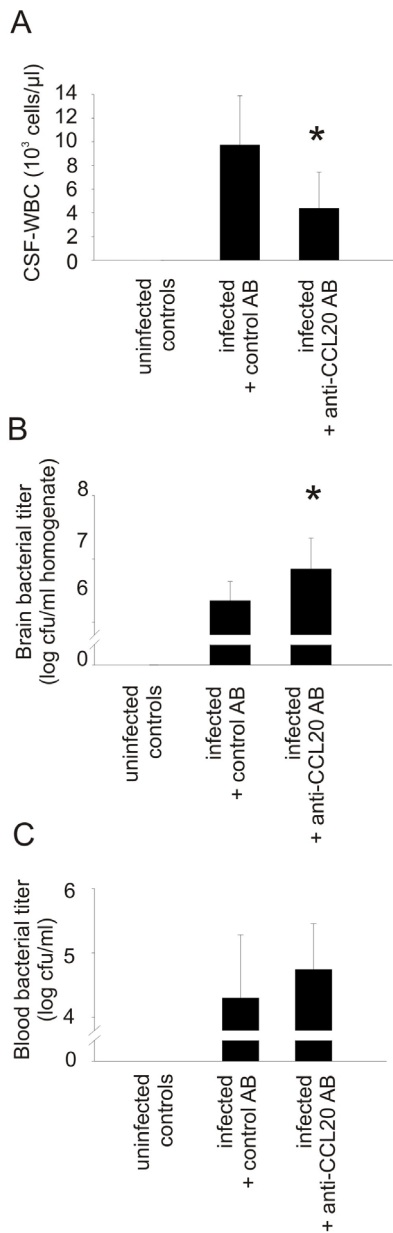 A
CSF-WBC (10³ cells/µl)
14
12
10
8
6
4
2
0
*
uninfected
controls
infected
+ control AB
infected
+ anti-CCL20 AB
B
Brain bacterial titer
(log cfu/ml homogenate)
8
7
6
0
*
uninfected
controls
infected
+ control AB
infected
+ anti-CCL20 AB
C
Blood bacterial titer
(log cfu/ml)
6
5
4
0
uninfected
controls
infected
+ control AB
infected
+ anti-CCL20 AB